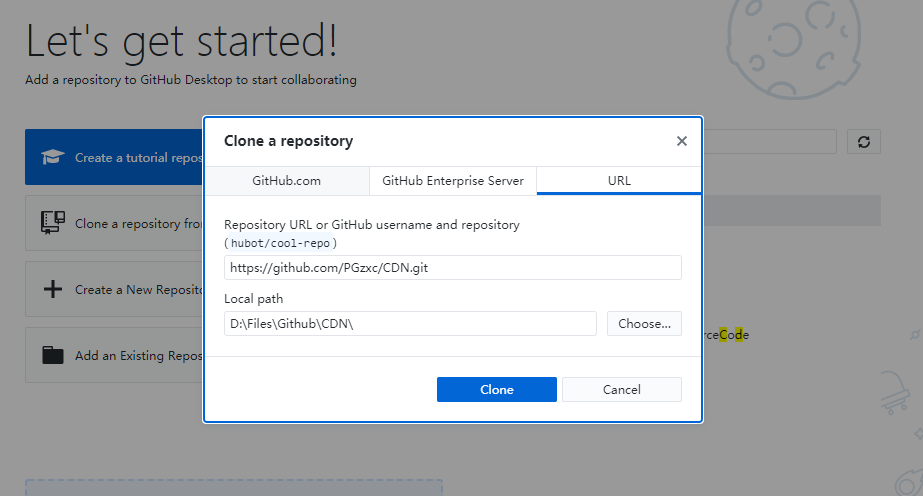 Let's get started!
Add a repository to GitHub Desktop to start collaborating
Create a tutorial repos
Clone a repository from
Create a New Reposito
Add an Existing Repos
Clone a repository
GitHub.com
GitHub Enterprise Server
URL
Repository URL or GitHub username and repository
(hubot/cool-repo)
https://github.com/PGzxc/CDN.git
Local path
D:\Files\Github\CDN\
Choose...
Clone
Cancel
rceCode